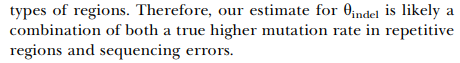 types of regions. Therefore, our estimate for θindel is likely a
combination of both a true higher mutation rate in repetitive
regions and sequencing errors.